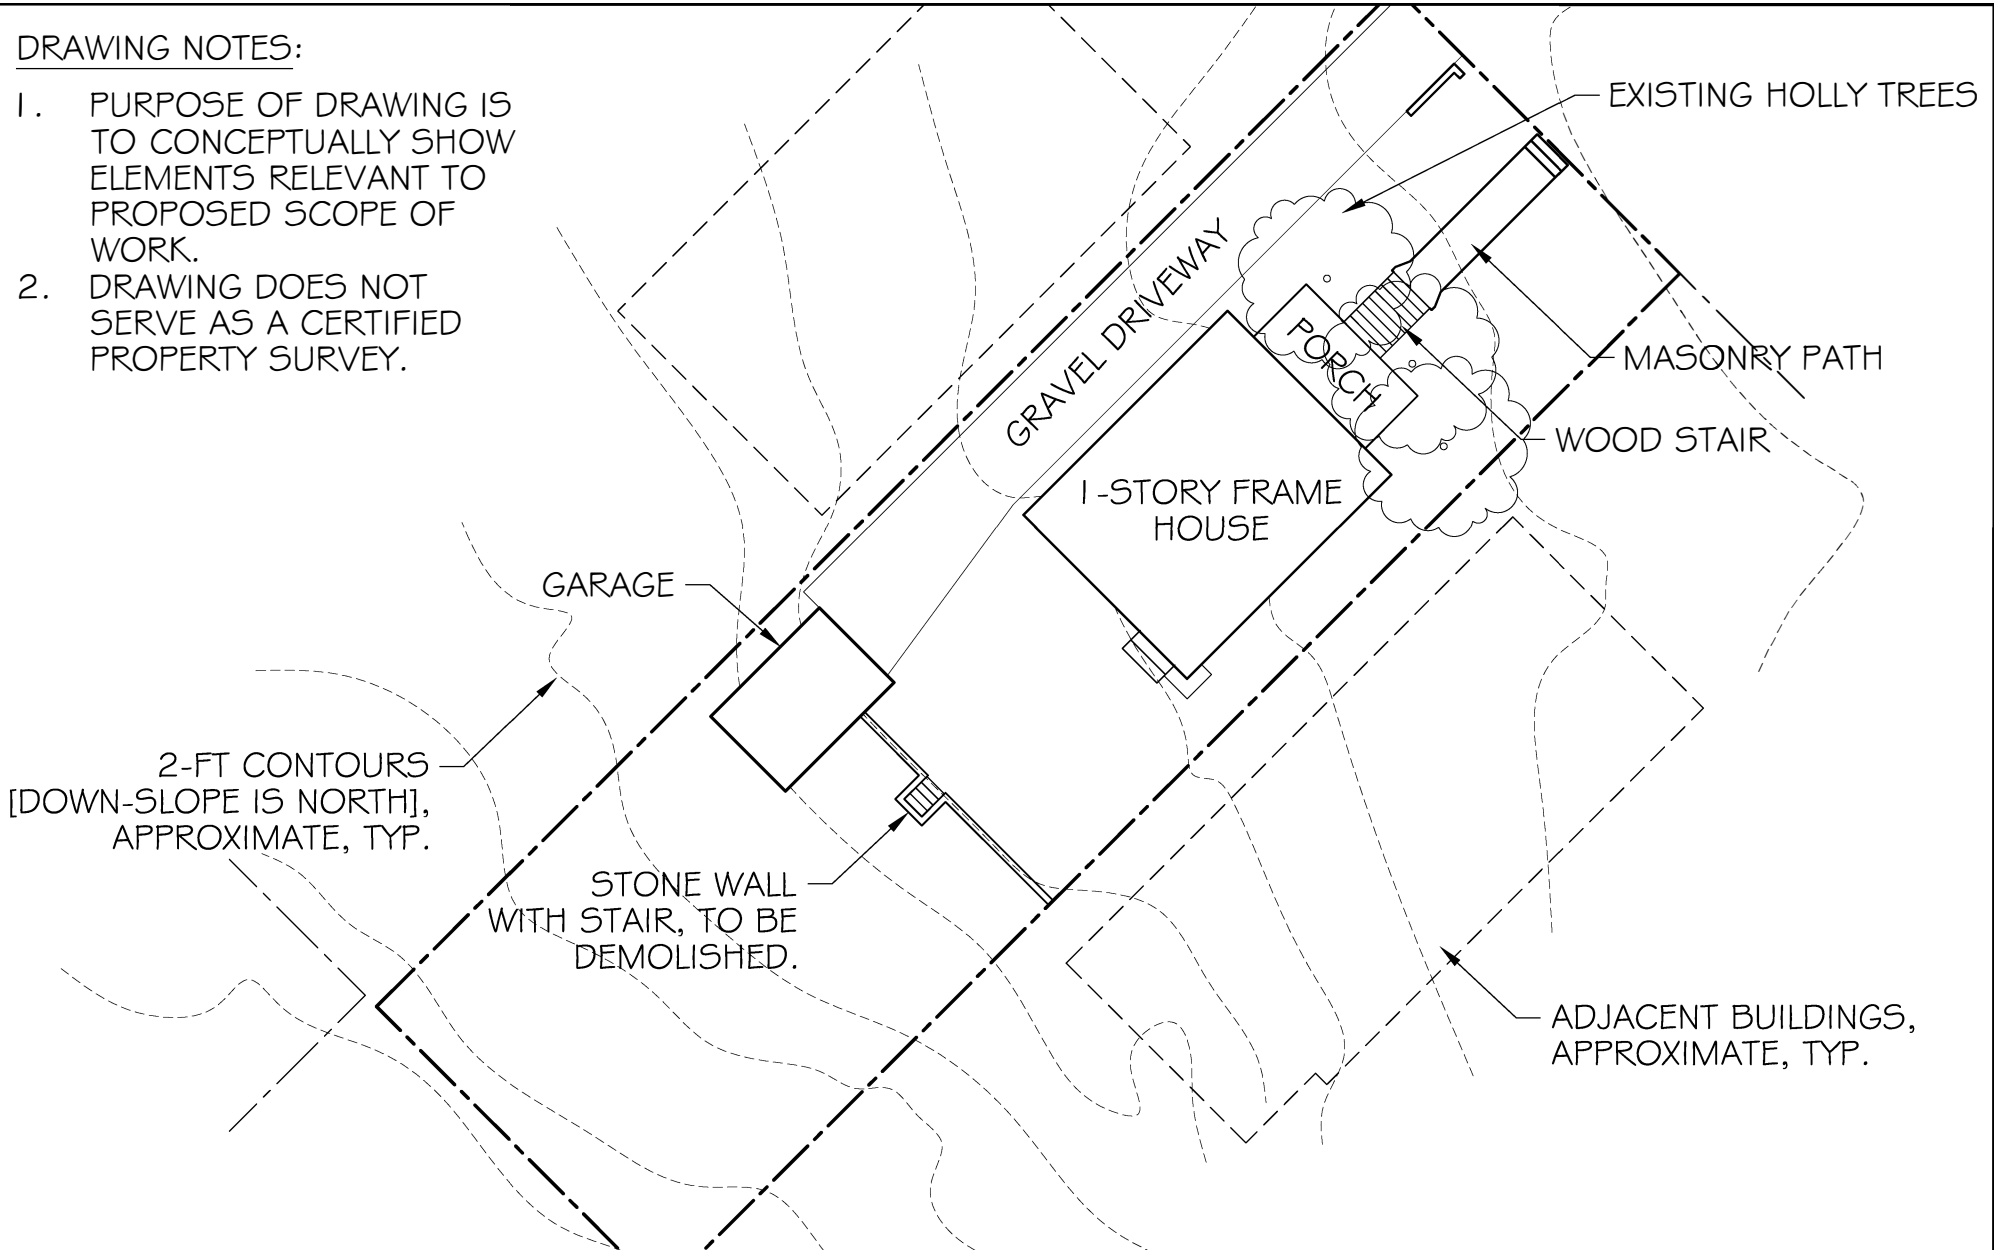 DRAWING NOTES:
1. PURPOSE OF DRAWING IS
TO CONCEPTUALLY SHOW
ELEMENTS RELEVANT TO
PROPOSED SCOPE OF
WORK.
2. DRAWING DOES NOT
SERVE AS A CERTIFIED
PROPERTY SURVEY.
EXISTING HOLLY TREES
GRAVEL DRIVEWAY
PORCH
MASONRY PATH
WOOD STAIR
1-STORY FRAME
HOUSE
GARAGE
2-FT CONTOURS
[DOWN-SLOPE IS NORTH],
APPROXIMATE, TYP.
STONE WALL
WITH STAIR, TO BE
DEMOLISHED.
ADJACENT BUILDINGS,
APPROXIMATE, TYP.